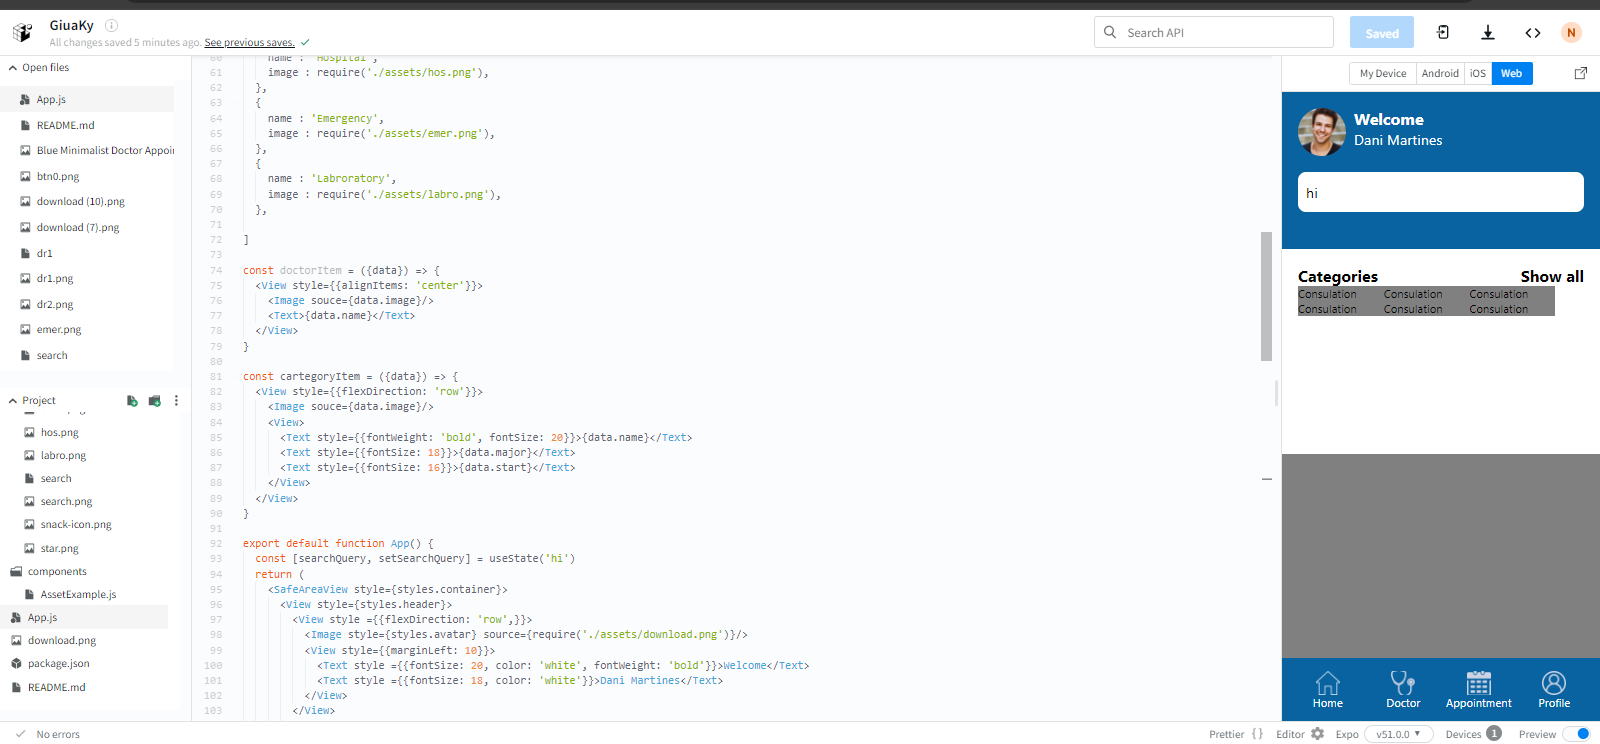 GiuaKy
All changes saved 5 minutes ago. See previous saves.
Search API
Saved
N
Open files
App.js
README.md
Blue Minimalist Doctor Appoi
btn0.png
download (10).png
download (7).png
dr1
dr1.png
dr2.png
emer.png
search
Project
hos.png
labro.png
search
search.png
snack-icon.png
star.png
components
AssetExample.js
App.js
download.png
package.json
README.md
60 name : 'Hospital',
61 image : require('./assets/hos.png'),
62 },
63 {
64 name : 'Emergency',
65 image : require('./assets/emer.png'),
66 },
67 {
68 name : 'Labroratory',
69 image : require('./assets/labro.png'),
70 },
71
72 ]
73
74 const doctorItem = ({data}) => {
75 <View style={{alignItems: 'center'}}>
76 <Image souce={data.image}/>
77 <Text>{data.name}</Text>
78 </View>
79 }
80
81 const cartegoryItem = ({data}) => {
82 <View style={{flexDirection: 'row'}}>
83 <Image souce={data.image}/>
84 <View>
85 <Text style={{fontWeight: 'bold', fontSize: 20}}>{data.name}</Text>
86 <Text style={{fontSize: 18}}>{data.major}</Text>
87 <Text style={{fontSize: 16}}>{data.start}</Text>
88 </View>
89 </View>
90 }
91
92 export default function App() {
93 const [searchQuery, setSearchQuery] = useState('hi')
94 return (
95 <SafeAreaView style={styles.container}>
96 <View style={styles.header}>
97 <View style ={{flexDirection: 'row',}}>
98 <Image style={styles.avatar} source={require('./assets/download.png')}/>
99 <View style={{marginLeft: 10}}>
100 <Text style ={{fontSize: 20, color: 'white', fontWeight: 'bold'}}>Welcome</Text>
101 <Text style ={{fontSize: 18, color: 'white'}}>Dani Martines</Text>
102 </View>
103 </View>
My Device Android iOS Web
Welcome
Dani Martines
hi
Categories Show all
Consulation Consulation Consulation
Consulation Consulation Consulation
Home Doctor Appointment Profile
No errors
Prettier { } Editor Expo v51.0.0 Devices 1 Preview